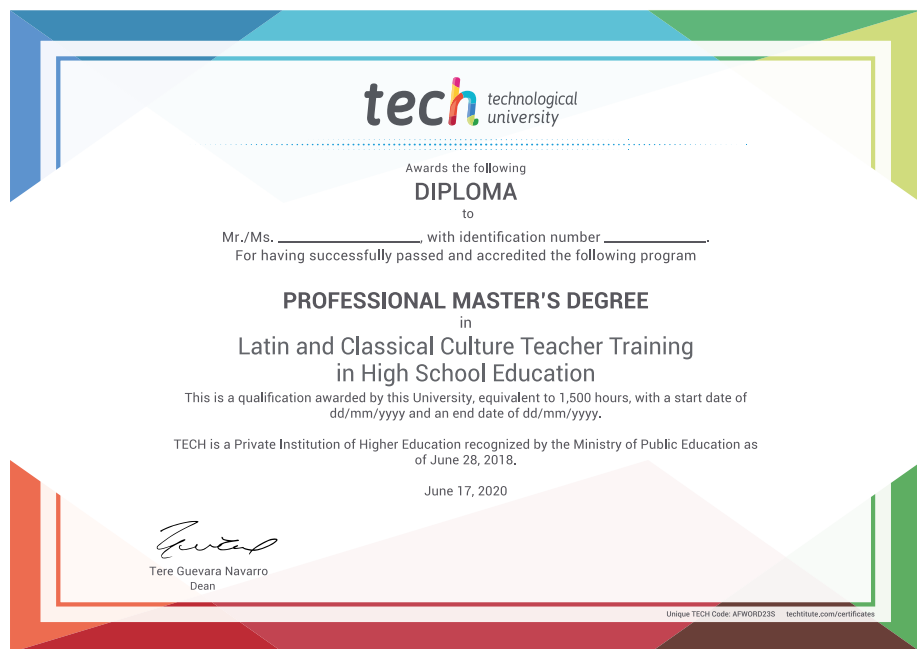 tech technological
university
Awards the following
DIPLOMA
to
Mr./Ms. ____________________, with identification number ______________.
For having successfully passed and accredited the following program
PROFESSIONAL MASTER'S DEGREE
in
Latin and Classical Culture Teacher Training
in High School Education
This is a qualification awarded by this University, equivalent to 1,500 hours, with a start date of
dd/mm/yyyy and an end date of dd/mm/yyyy.
TECH is a Private Institution of Higher Education recognized by the Ministry of Public Education as
of June 28, 2018.
June 17, 2020
Tere Guevara Navarro
Dean
Unique TECH Code: AFWORD23S techtitute.com/certificates